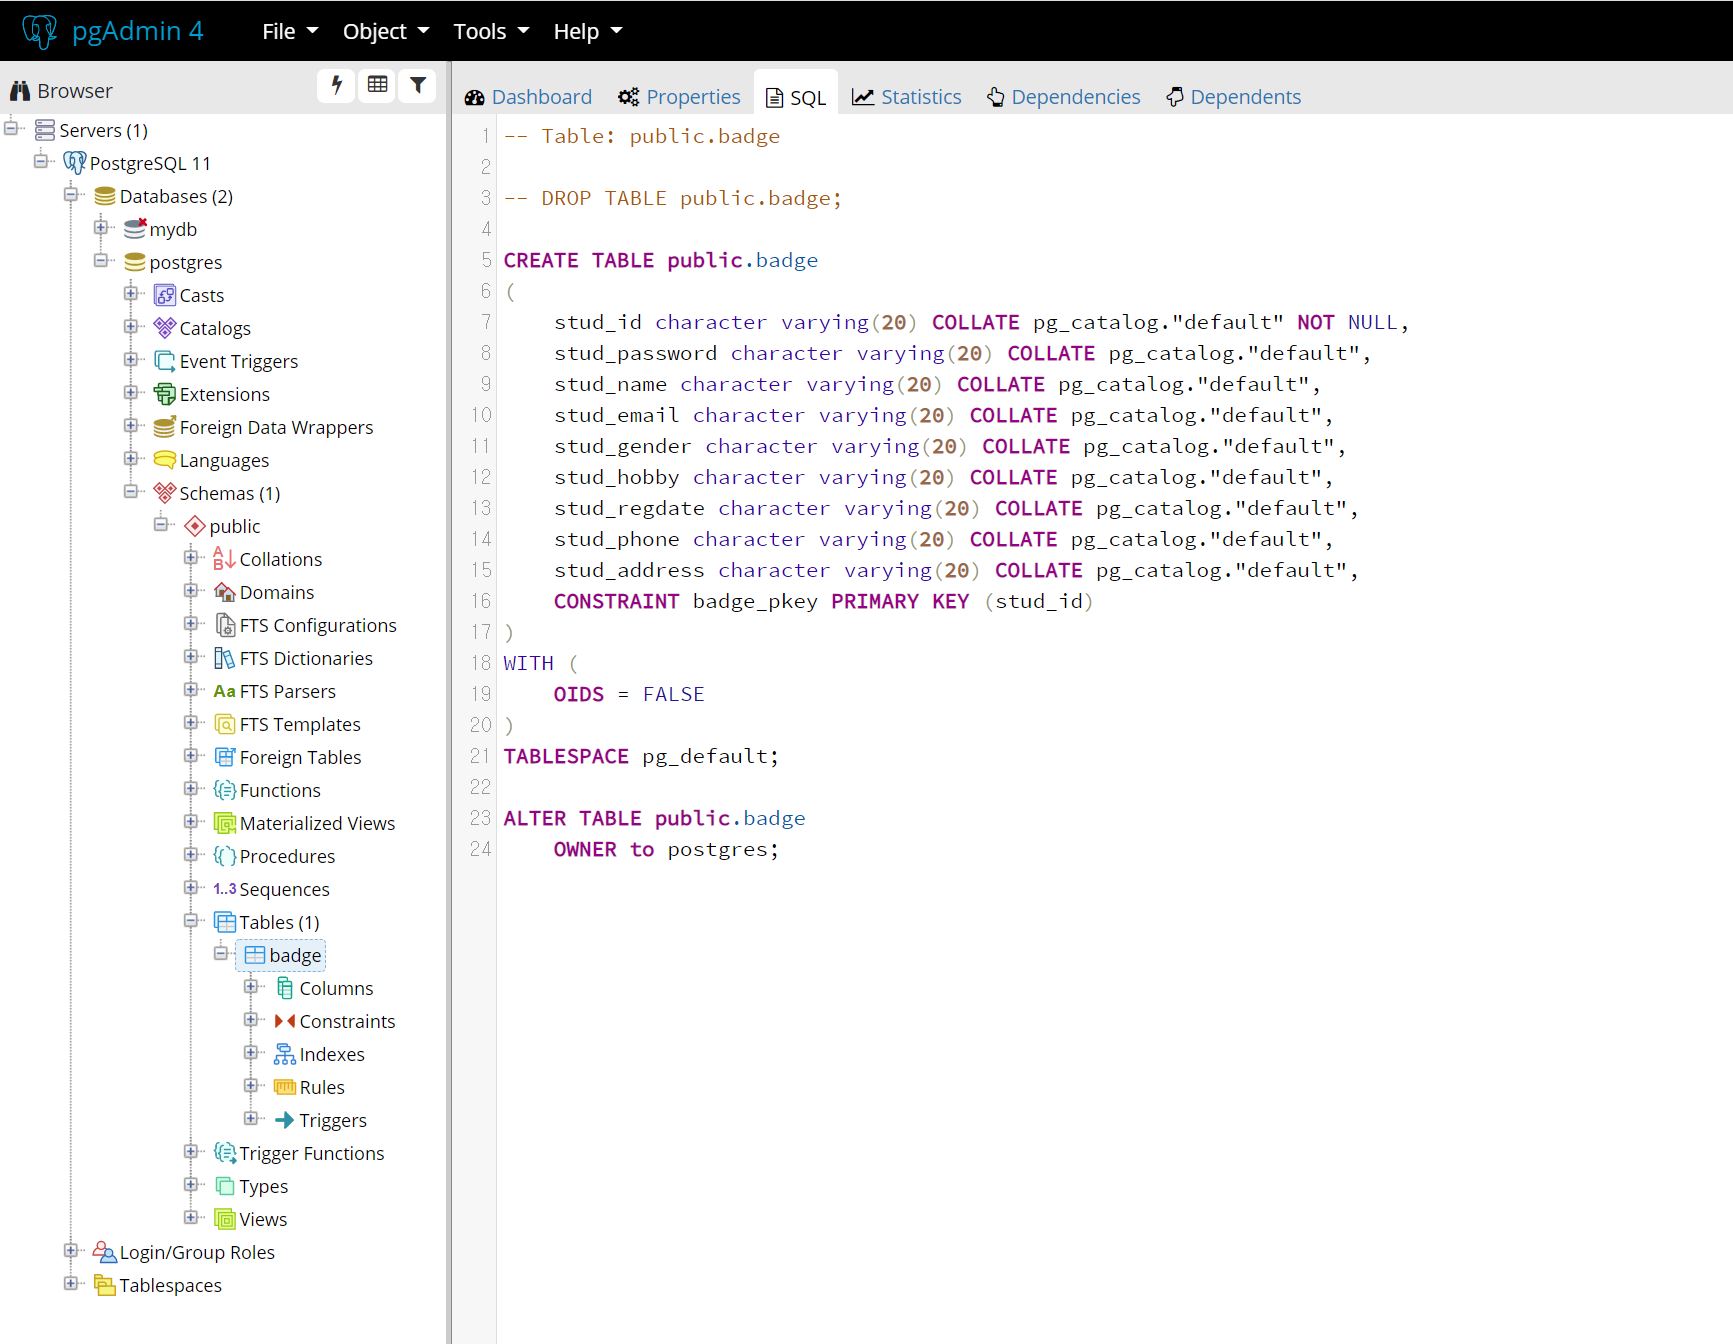 pgAdmin 4 File Object Tools Help
Browser
Dashboard Properties SQL Statistics Dependencies Dependents
Servers (1)
PostgreSQL 11
Databases (2)
mydb
postgres
Casts
Catalogs
Event Triggers
Extensions
Foreign Data Wrappers
Languages
Schemas (1)
public
Collations
Domains
FTS Configurations
FTS Dictionaries
Aa FTS Parsers
FTS Templates
Foreign Tables
Functions
Materialized Views
Procedures
1..3 Sequences
Tables (1)
badge
Columns
Constraints
Indexes
Rules
Triggers
Trigger Functions
Types
Views
Login/Group Roles
Tablespaces
1 -- Table: public.badge
2
3 -- DROP TABLE public.badge;
4
5 CREATE TABLE public.badge
6 (
7 stud_id character varying(20) COLLATE pg_catalog."default" NOT NULL,
8 stud_password character varying(20) COLLATE pg_catalog."default",
9 stud_name character varying(20) COLLATE pg_catalog."default",
10 stud_email character varying(20) COLLATE pg_catalog."default",
11 stud_gender character varying(20) COLLATE pg_catalog."default",
12 stud_hobby character varying(20) COLLATE pg_catalog."default",
13 stud_regdate character varying(20) COLLATE pg_catalog."default",
14 stud_phone character varying(20) COLLATE pg_catalog."default",
15 stud_address character varying(20) COLLATE pg_catalog."default",
16 CONSTRAINT badge_pkey PRIMARY KEY (stud_id)
17 )
18 WITH (
19 OIDS = FALSE
20 )
21 TABLESPACE pg_default;
22
23 ALTER TABLE public.badge
24 OWNER to postgres;